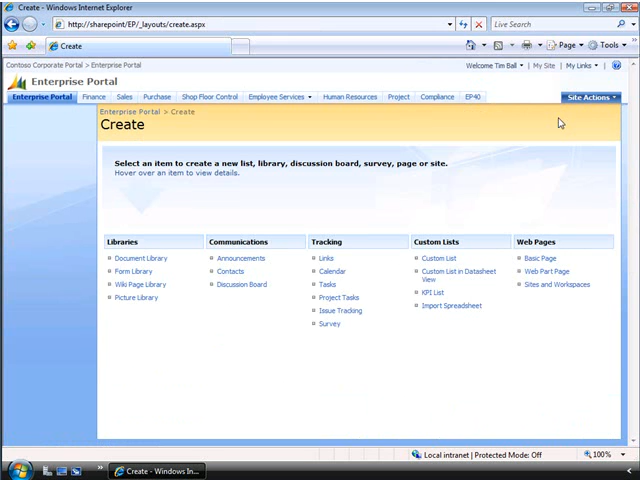 Create - Windows Internet Explorer
http://sharepoint/EP/_layouts/create.aspx
Live Search
Create
Page
Tools
Contoso Corporate Portal > Enterprise Portal
Welcome Tim Ball
My Site
My Links
Enterprise Portal
Enterprise Portal Finance Sales Purchase Shop Floor Control Employee Services Human Resources Project Compliance EP40
Site Actions
Enterprise Portal > Create
Create
Select an item to create a new list, library, discussion board, survey, page or site.
Hover over an item to view details.
Libraries
Document Library
Form Library
Wiki Page Library
Picture Library
Communications
Announcements
Contacts
Discussion Board
Tracking
Links
Calendar
Tasks
Project Tasks
Issue Tracking
Survey
Custom Lists
Custom List
Custom List in Datasheet
View
KPI List
Import Spreadsheet
Web Pages
Basic Page
Web Part Page
Sites and Workspaces
Local intranet | Protected Mode: Off
100%
Create - Windows In...